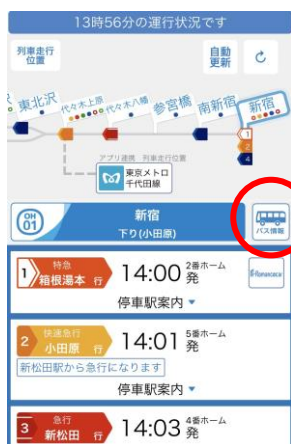 13時56分の運行状況です
列車走行
位置
自動
更新
東北沢
代々木上原
代々木八幡
参宮橋
南新宿
新宿
1
2
4
アプリ連携 列車走行位置
東京メトロ
千代田線
OH
01
新宿
下り(小田原)
バス情報
1
特急
箱根湯本 行
14:00
2番ホーム
発
停車駅案内 ▼
2
快速急行
小田原 行
14:01
5番ホーム
発
新松田駅から急行になります
停車駅案内 ▼
3
急行
新松田 行
14:03
4番ホーム
発